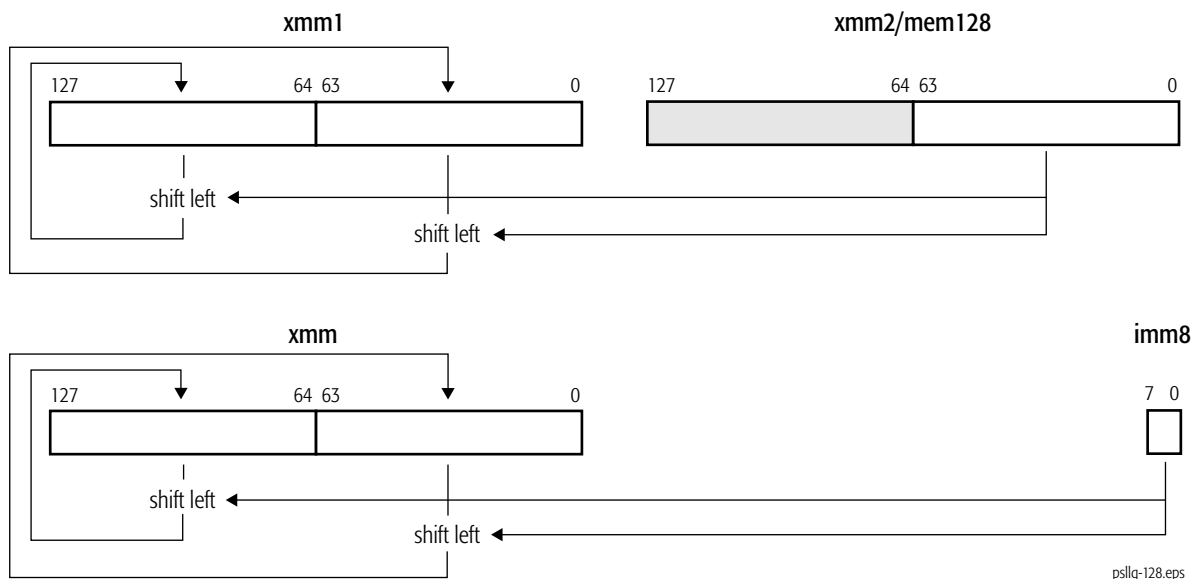 xmm1 xmm2/mem128
127 64 63 0 127 64 63 0
shift left
shift left
xmm imm8
127 64 63 0 7 0
shift left
shift left
psllq-128.eps